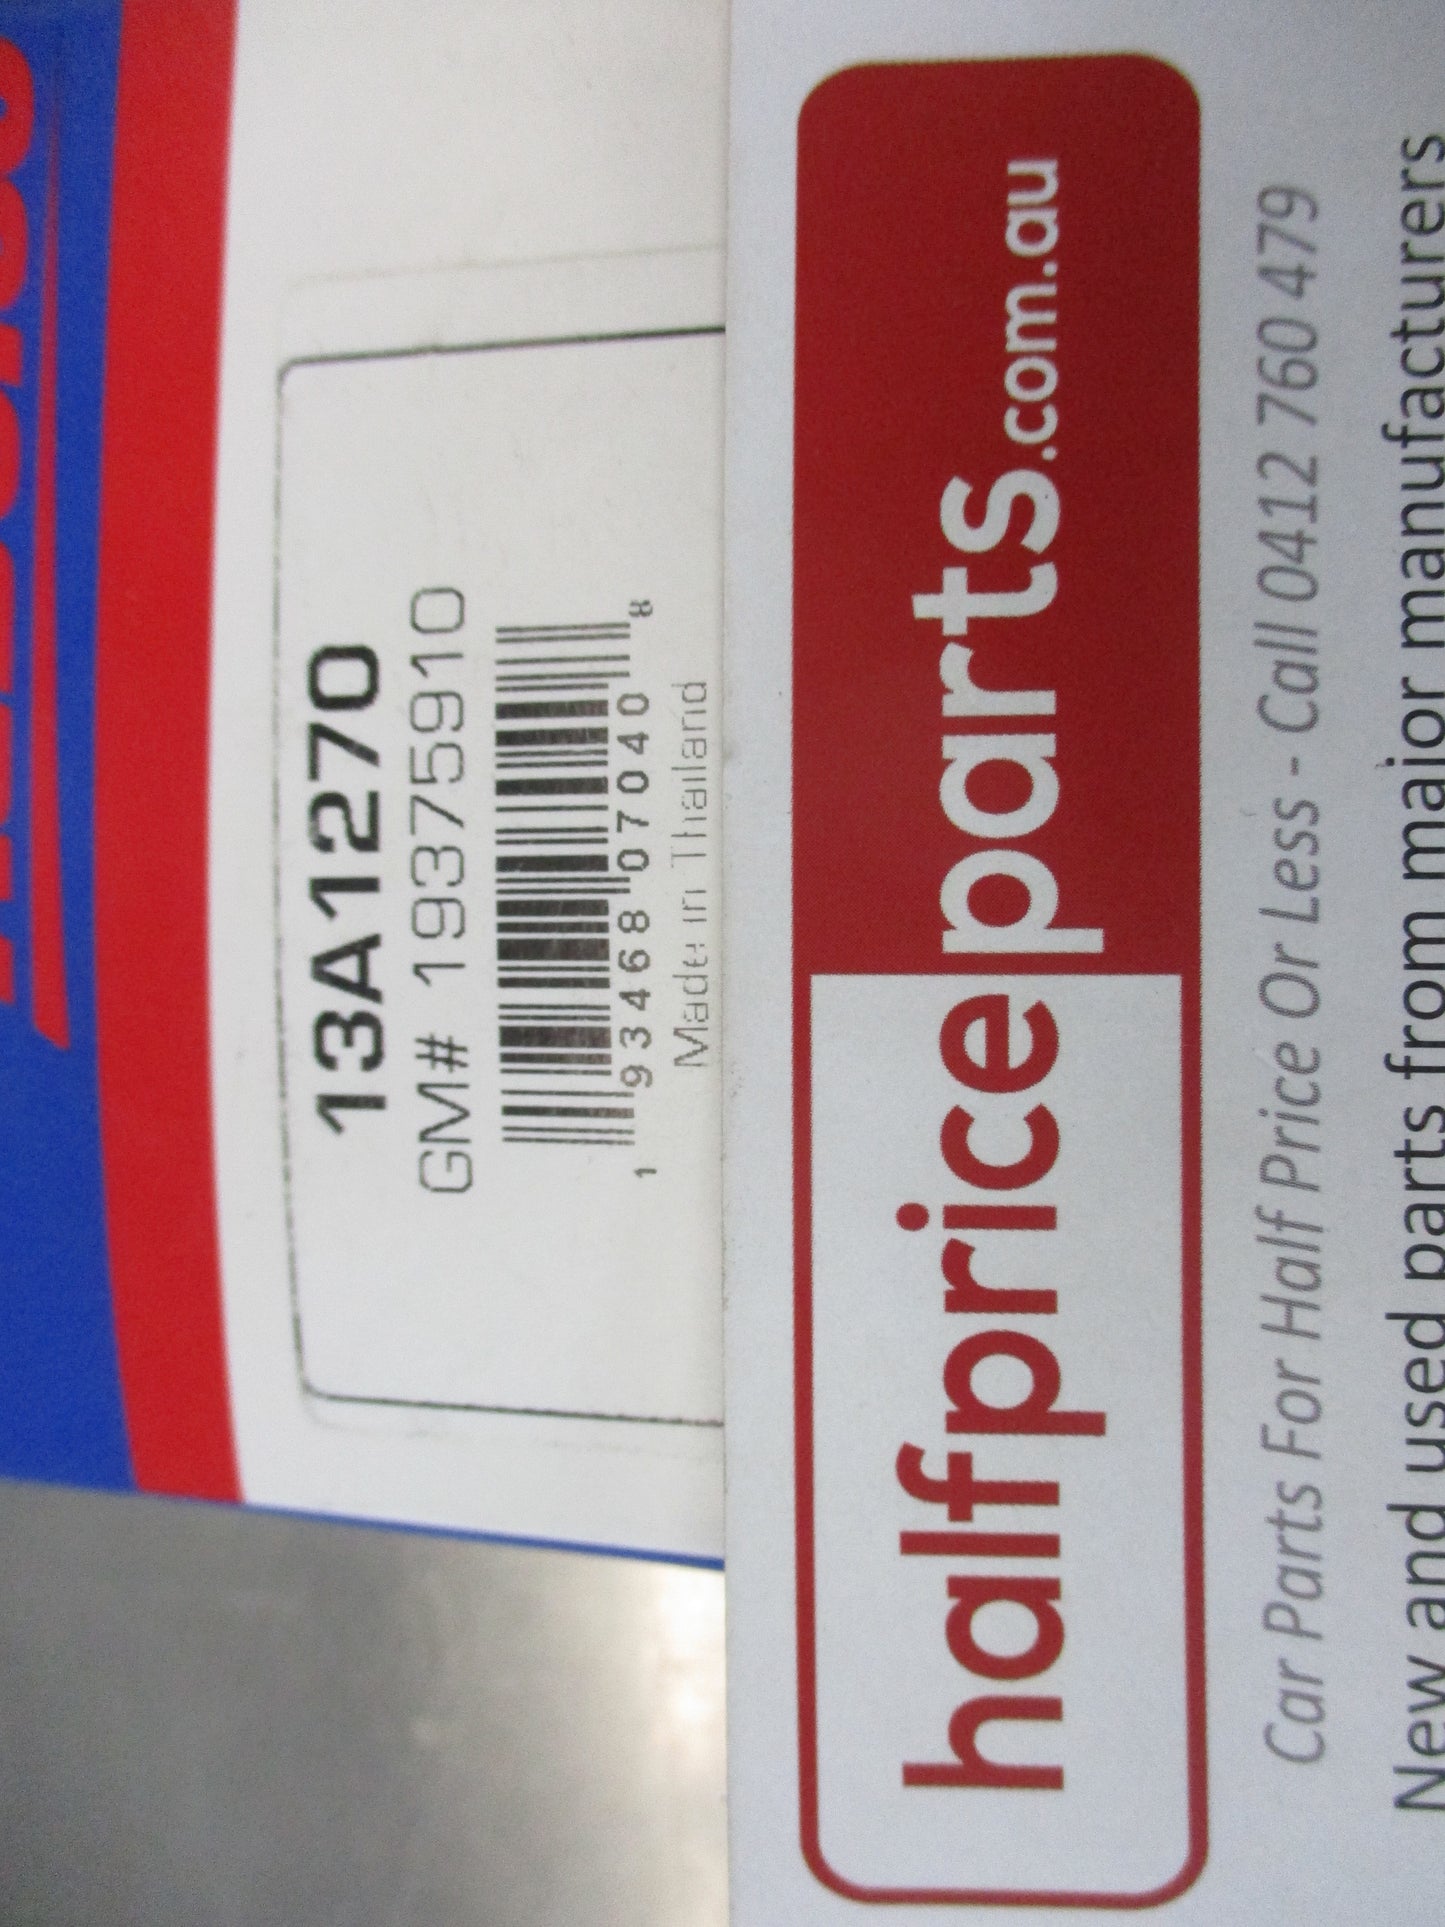 13A1270
GM# 19375910
1 93468 07040 8
Made in Thailand
halfpriceparts.com.au
Car Parts For Half Price Or Less - Call 0412 760 479
New and used parts from major manufacturers